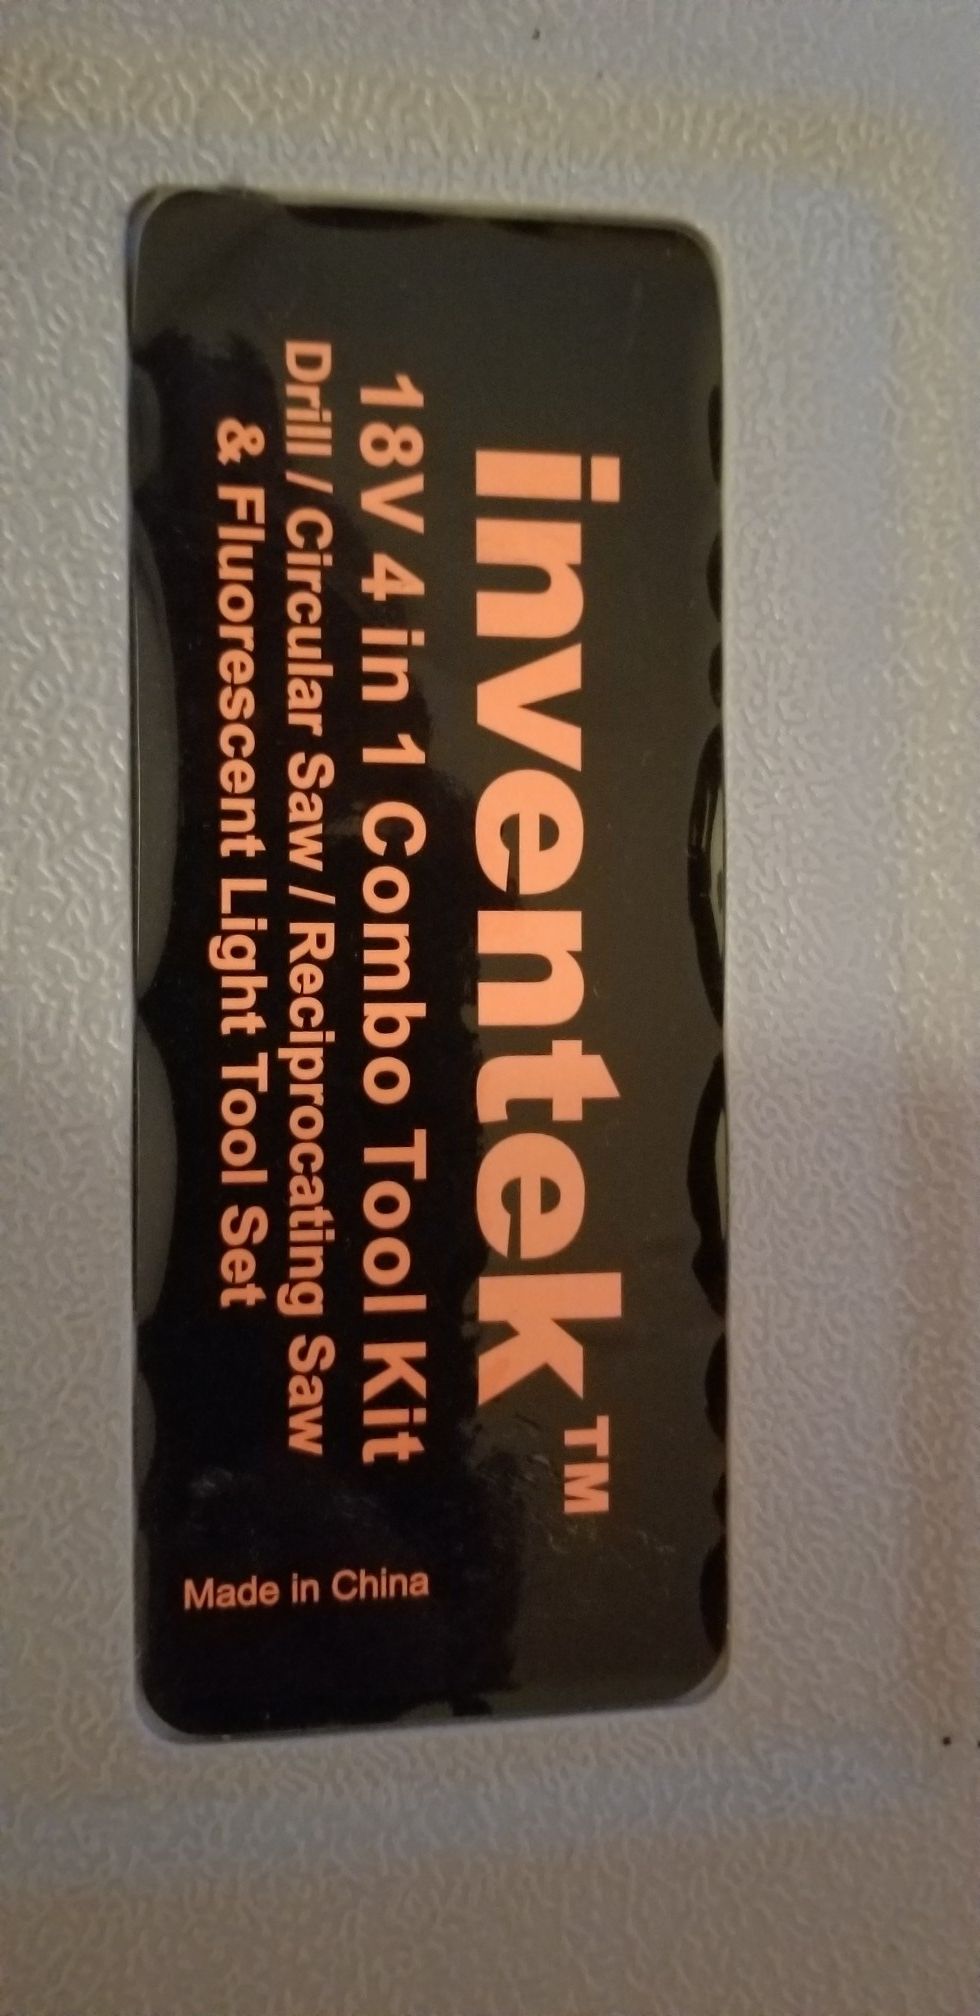 inventek™
18V 4 in 1 Combo Tool Kit
Drill / Circular Saw / Reciprocating Saw
& Fluorescent Light Tool Set
Made in China